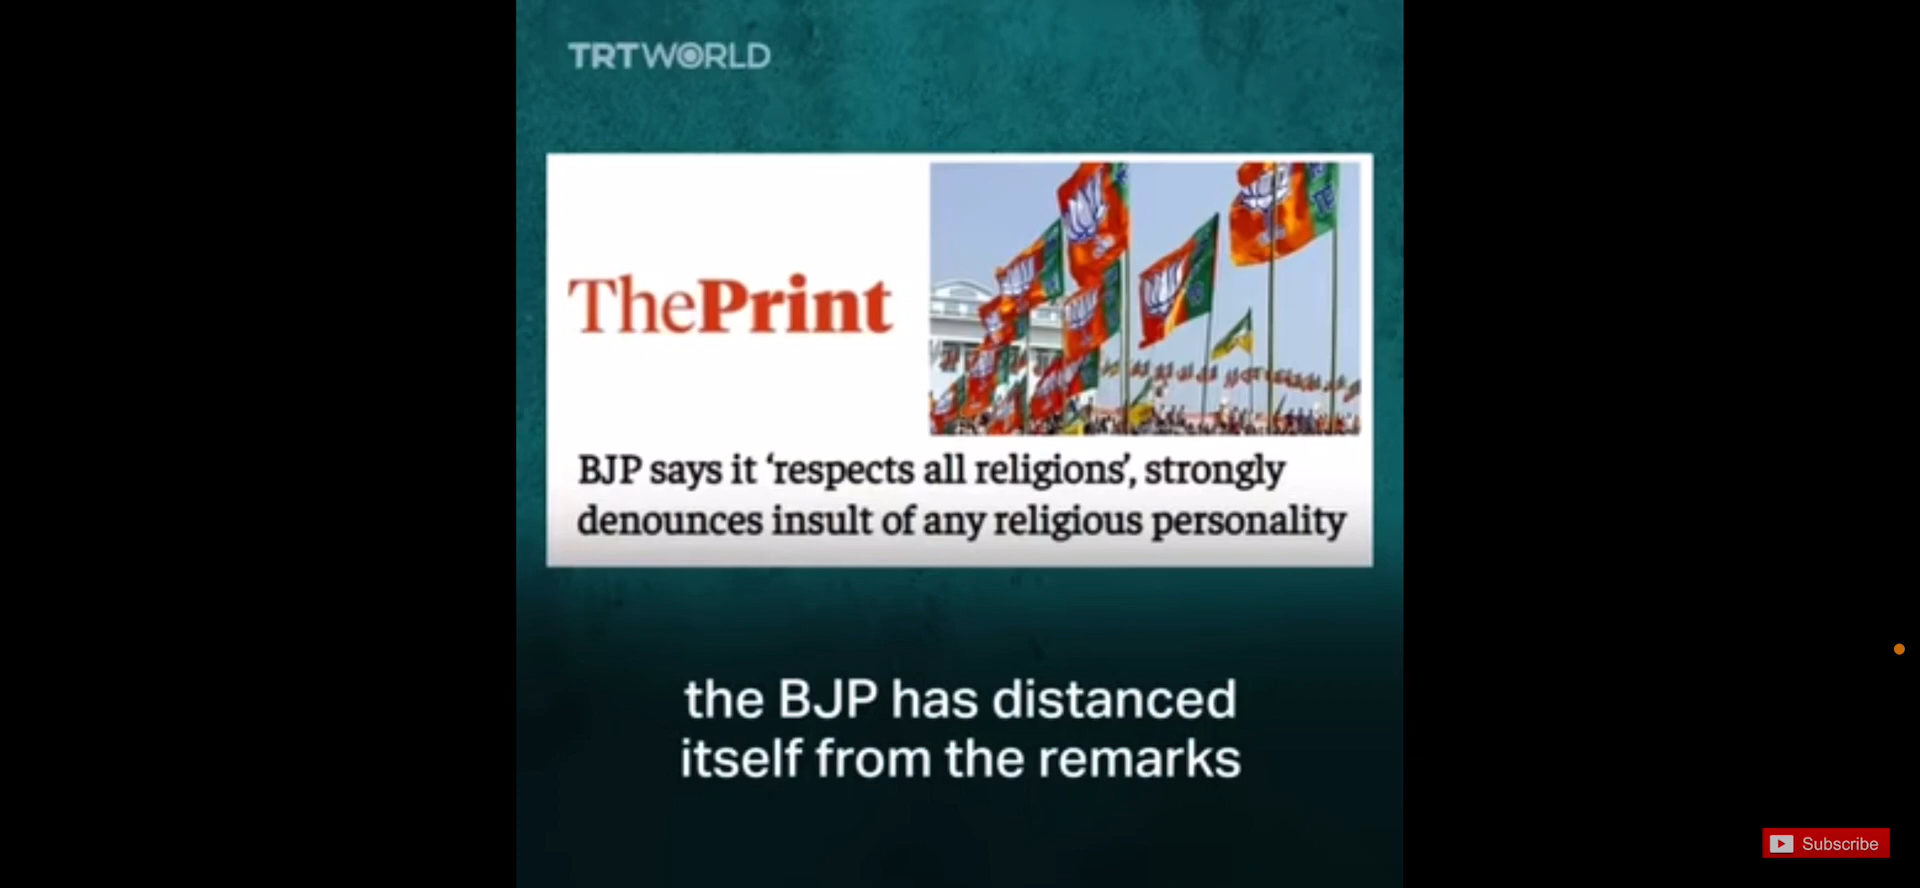 TRTWORLD
ThePrint
BJP says it ‘respects all religions’, strongly
denounces insult of any religious personality
the BJP has distanced
itself from the remarks
Subscribe